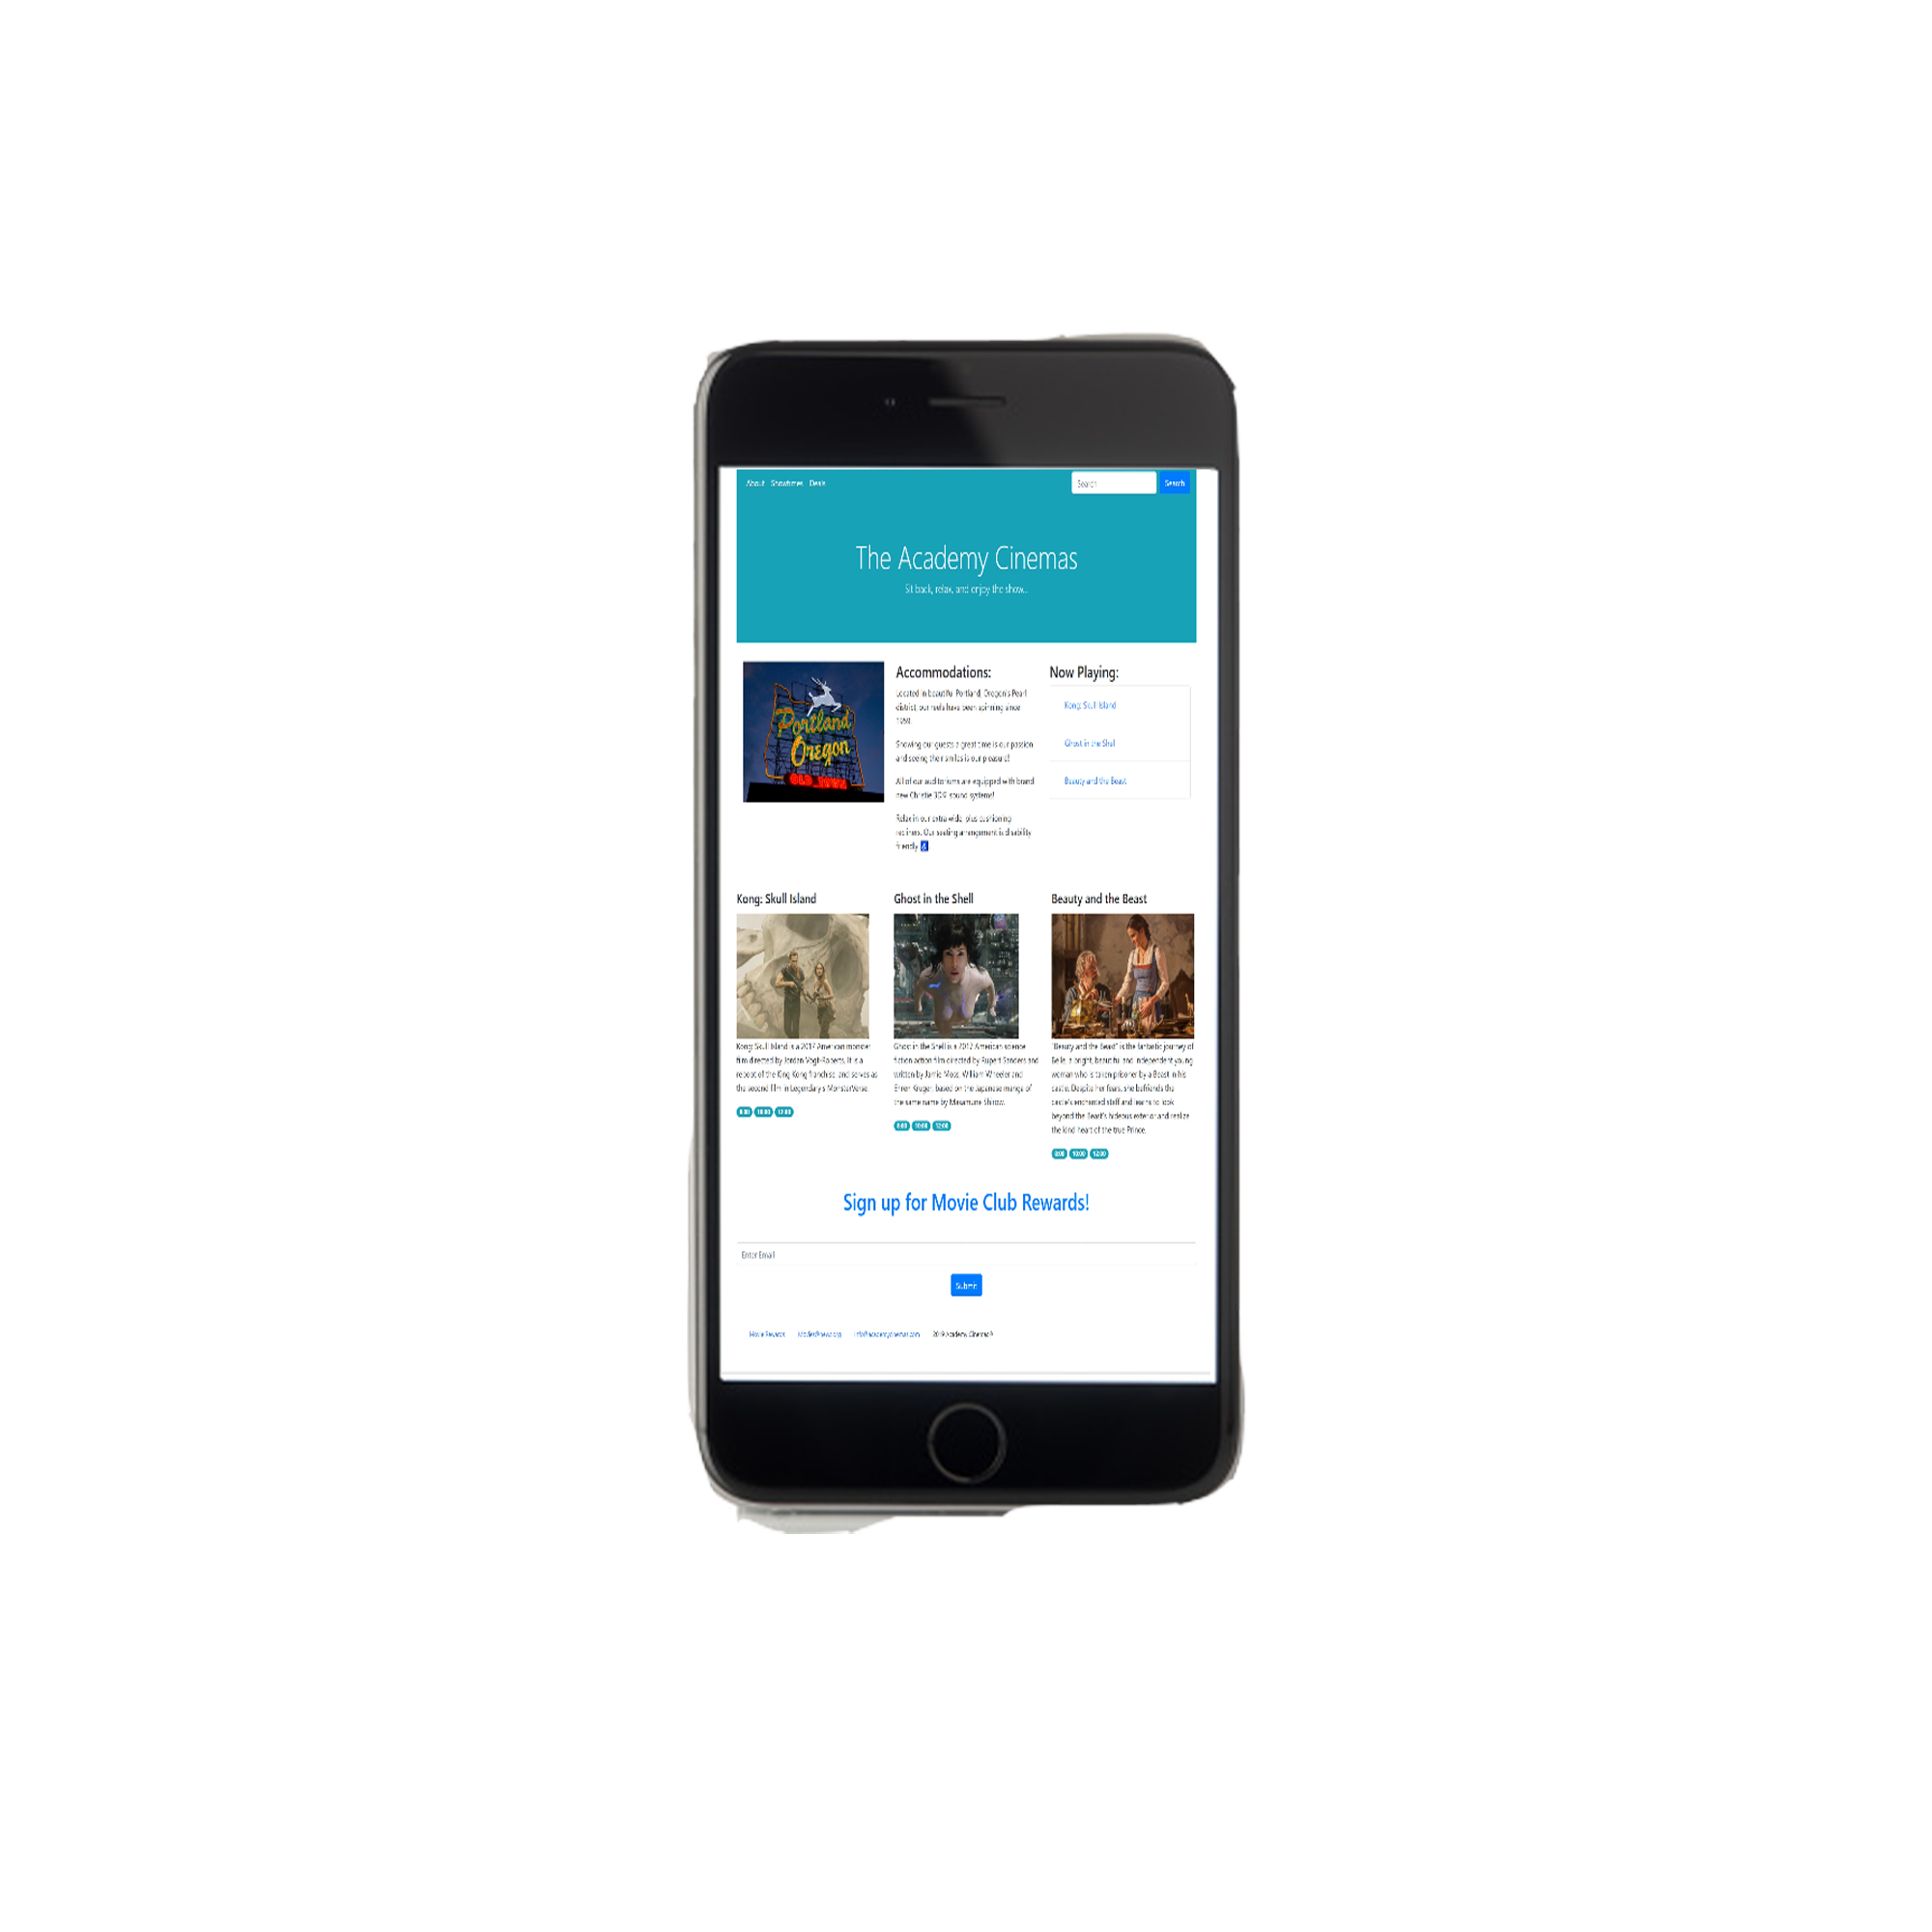 About Showtimes Deals
Search Search
The Academy Cinemas
Sit back, relax, and enjoy the show...
Portland
Oregon
OLD TOWN
Accommodations:
Located in beautiful Portland, Oregon's Pearl
district, our reels have been spinning since
Showing our guests a great time is our passion
and seeing their smiles is our pleasure!
All of our auditoriums are equipped with brand
new Christie 3D® sound systems!
Relax in our extra wide, plus cushioning
recliners. Our seating arrangement is disability
friendly
Now Playing:
Kong: Skull Island
Ghost in the Shell
Beauty and the Beast
Kong: Skull Island
Kong: Skull Island is a 2017 American monster
film directed by Jordan Vogt-Roberts. It is a
reboot of the King Kong franchise and serves as
the second film in Legendary's MonsterVerse.
8:00 10:00 12:00
Ghost in the Shell
Ghost in the Shell is a 2017 American science
fiction action film directed by Rupert Sanders and
written by Jamie Moss, William Wheeler and
Ehren Kruger, based on the Japanese manga of
the same name by Masamune Shirow.
8:00 10:00 12:00
Beauty and the Beast
"Beauty and the Beast" is the fantastic journey of
Belle, a bright, beautiful and independent young
woman who is taken prisoner by a Beast in his
castle. Despite her fears, she befriends the
castle's enchanted staff and learns to look
beyond the Beast's hideous exterior and realize
the kind heart of the true Prince.
8:00 10:00 12:00
Sign up for Movie Club Rewards!
Enter Email
Submit
Movie Rewards info@academycinemas.com 2019 Academy Cinemas®